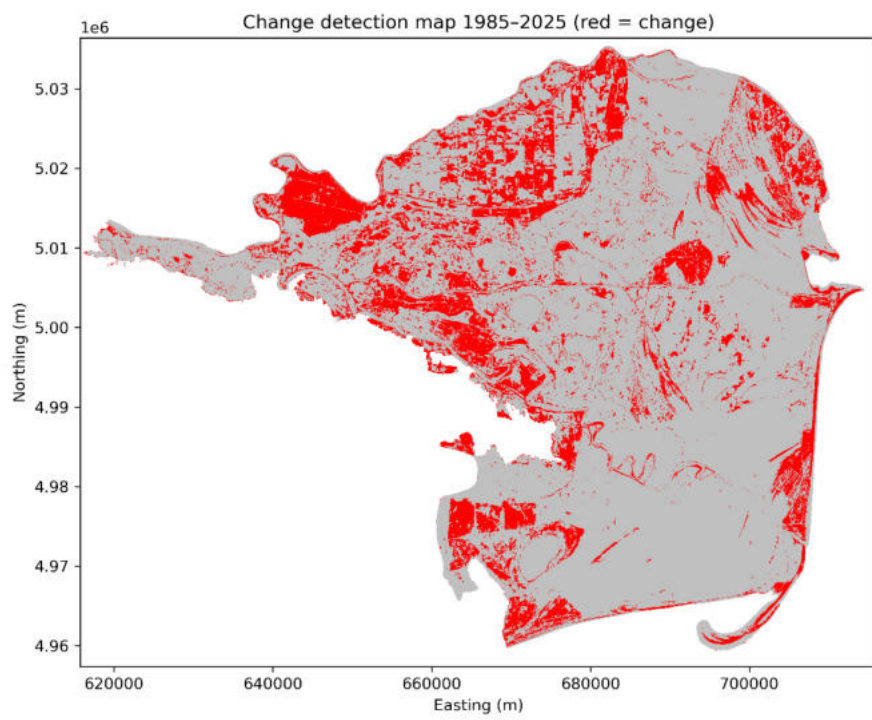 Change detection map 1985–2025 (red = change)
1e6
5.03
5.02
5.01
5.00
4.99
4.98
4.97
4.96
Northing (m)
620000 640000 660000 680000 700000
Easting (m)